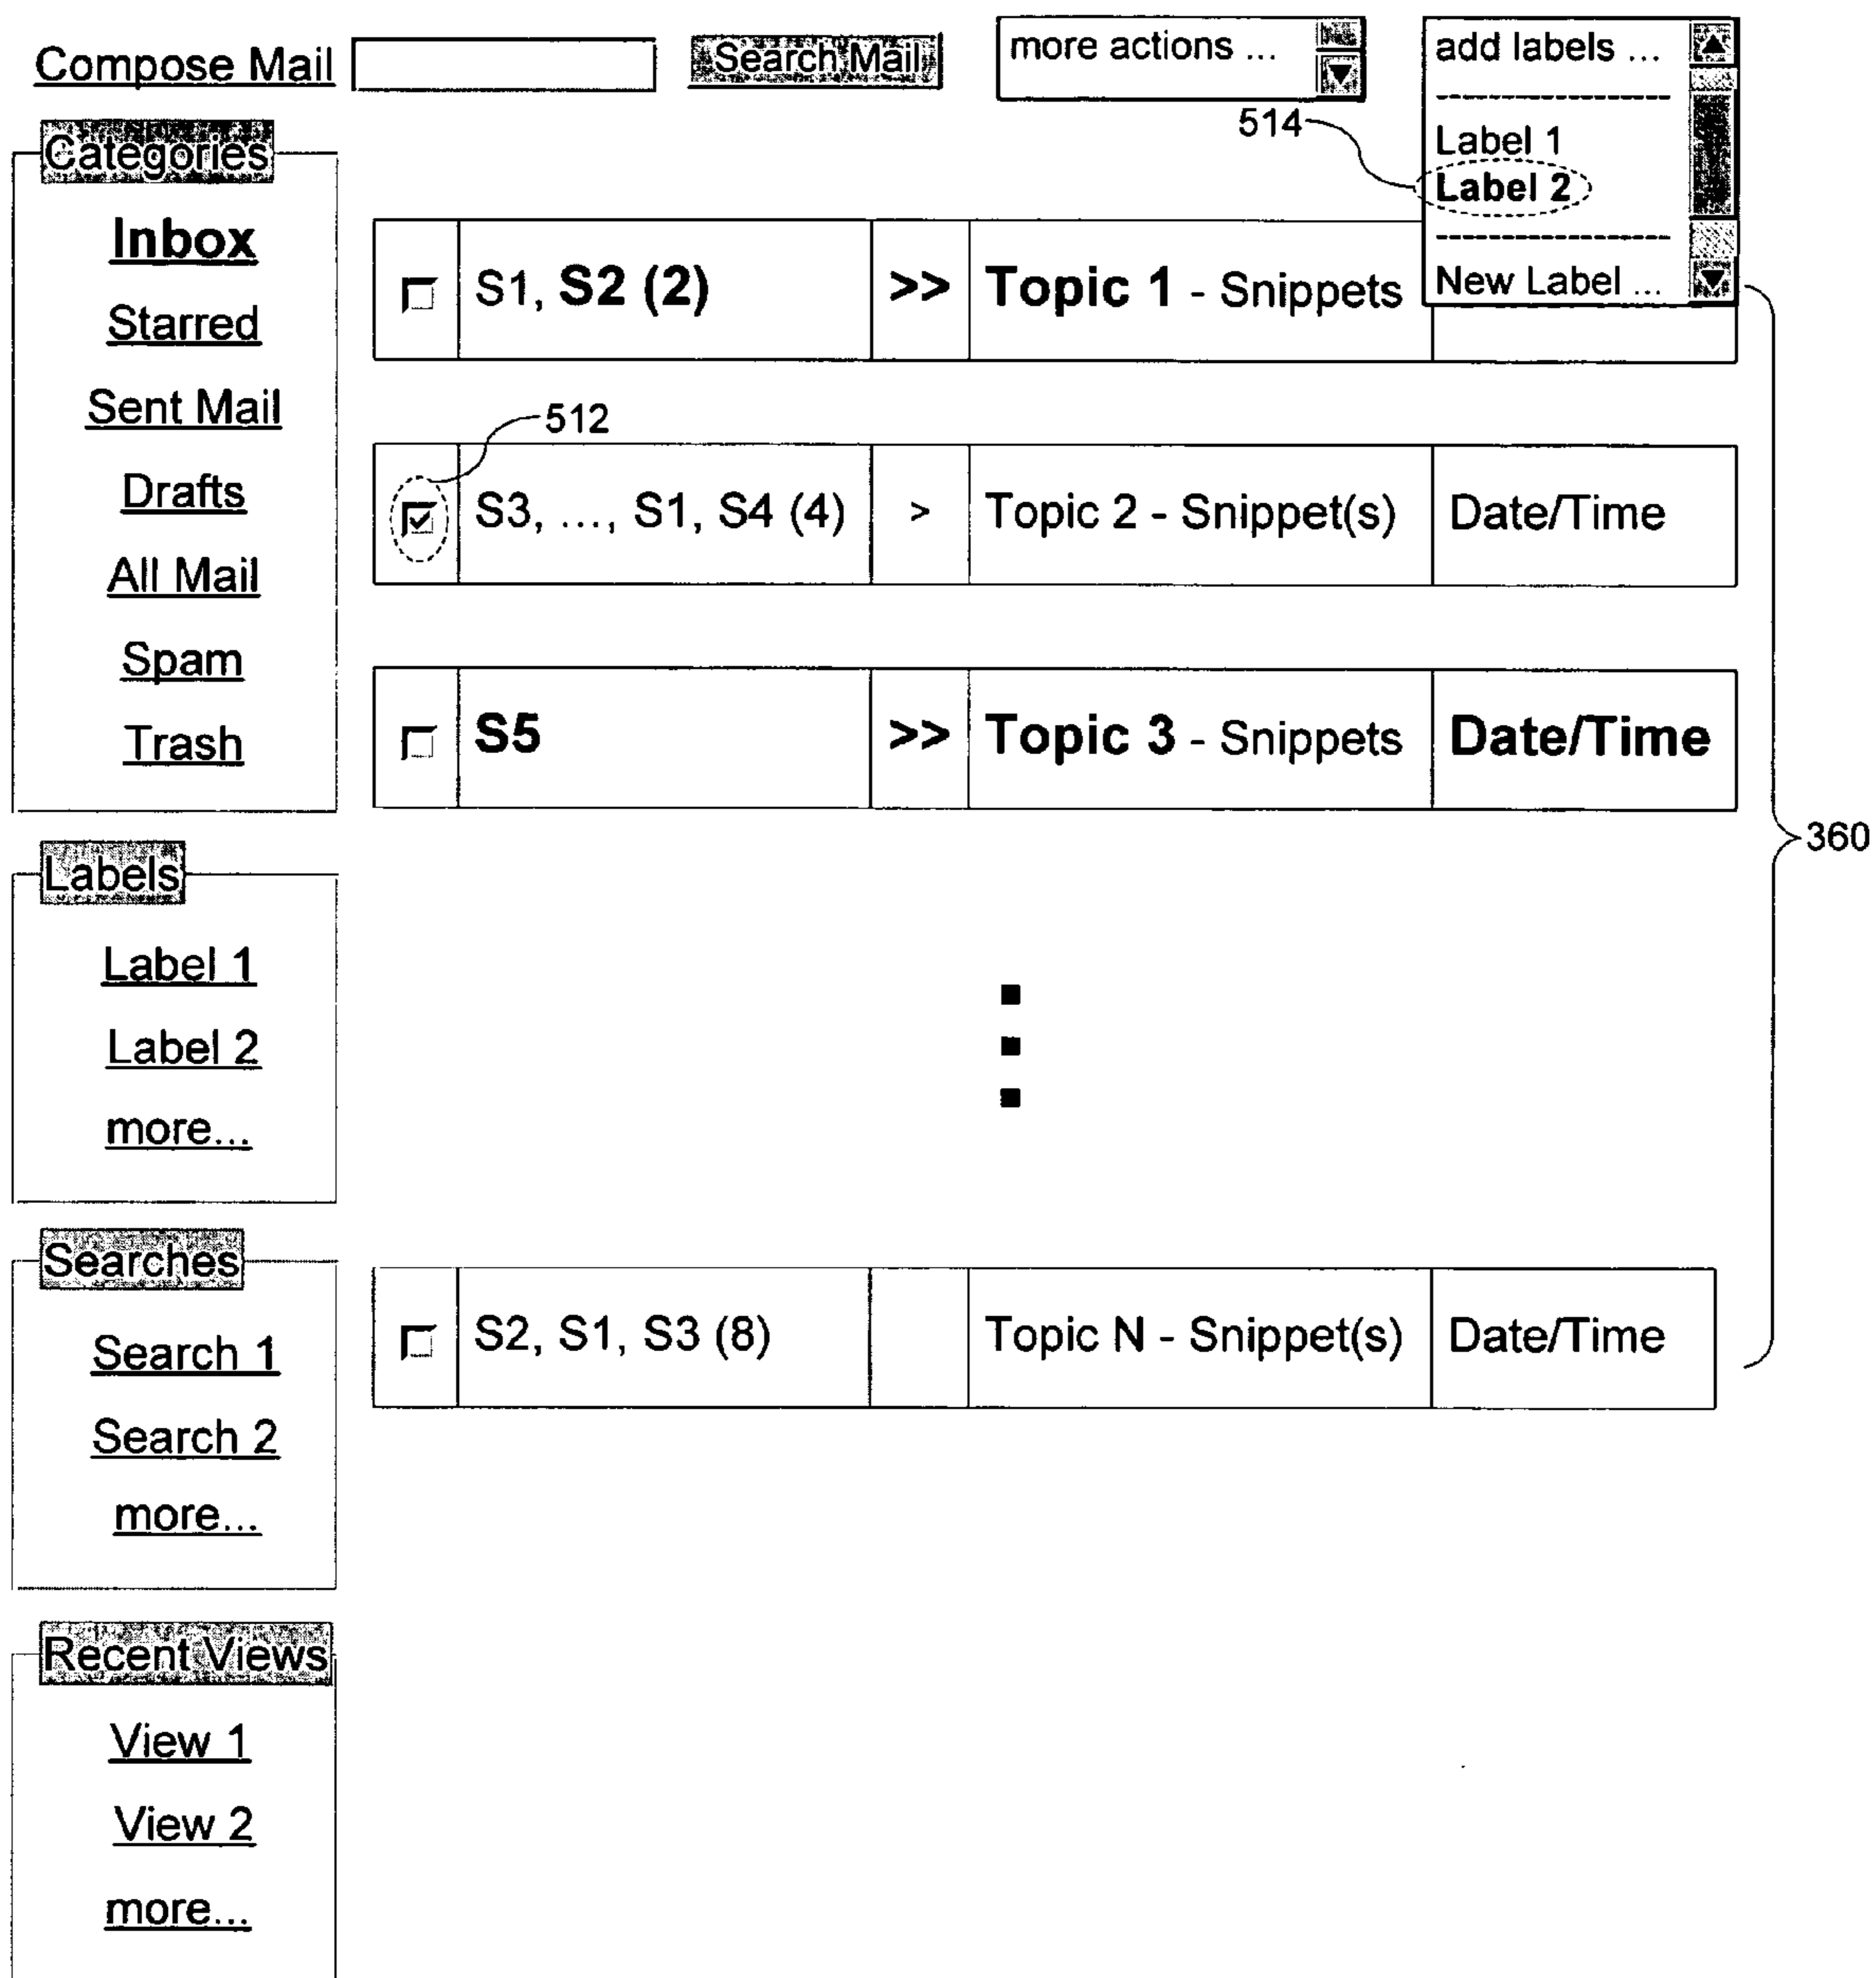 Compose Mail
Search Mail
more actions ...
add labels ...
Label 1
Label 2
New Label ...
514
Categories
Inbox
Starred
Sent Mail
Drafts
All Mail
Spam
Trash
S1, S2 (2) >> Topic 1 - Snippets
512
S3, ..., S1, S4 (4) > Topic 2 - Snippet(s) Date/Time
S5 >> Topic 3 - Snippets Date/Time
360
Labels
Label 1
Label 2
more...
Searches
Search 1
Search 2
more...
S2, S1, S3 (8) Topic N - Snippet(s) Date/Time
Recent Views
View 1
View 2
more...